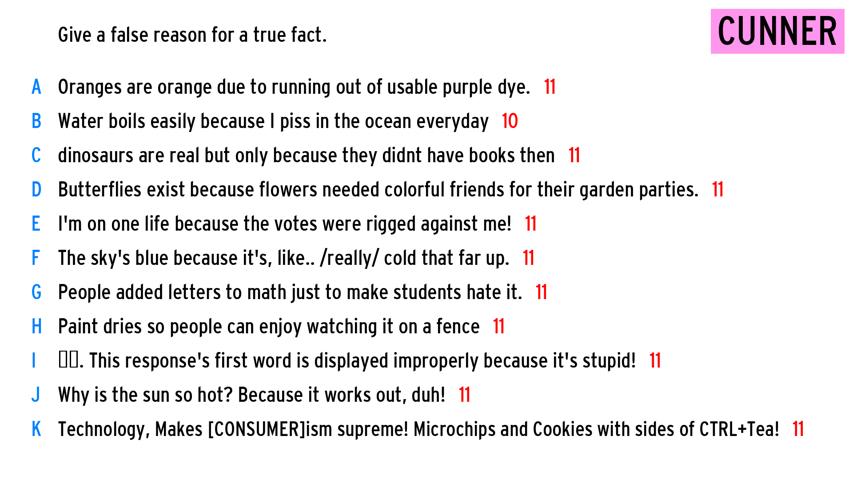 Give a false reason for a true fact.
CUNNER
A Oranges are orange due to running out of usable purple dye. 11
B Water boils easily because I piss in the ocean everyday 10
C dinosaurs are real but only because they didnt have books then 11
D Butterflies exist because flowers needed colorful friends for their garden parties. 11
E I'm on one life because the votes were rigged against me! 11
F The sky's blue because it's, like.. /really/ cold that far up. 11
G People added letters to math just to make students hate it. 11
H Paint dries so people can enjoy watching it on a fence 11
I ▯▯. This response's first word is displayed improperly because it's stupid! 11
J Why is the sun so hot? Because it works out, duh! 11
K Technology, Makes [CONSUMER]ism supreme! Microchips and Cookies with sides of CTRL+Tea! 11